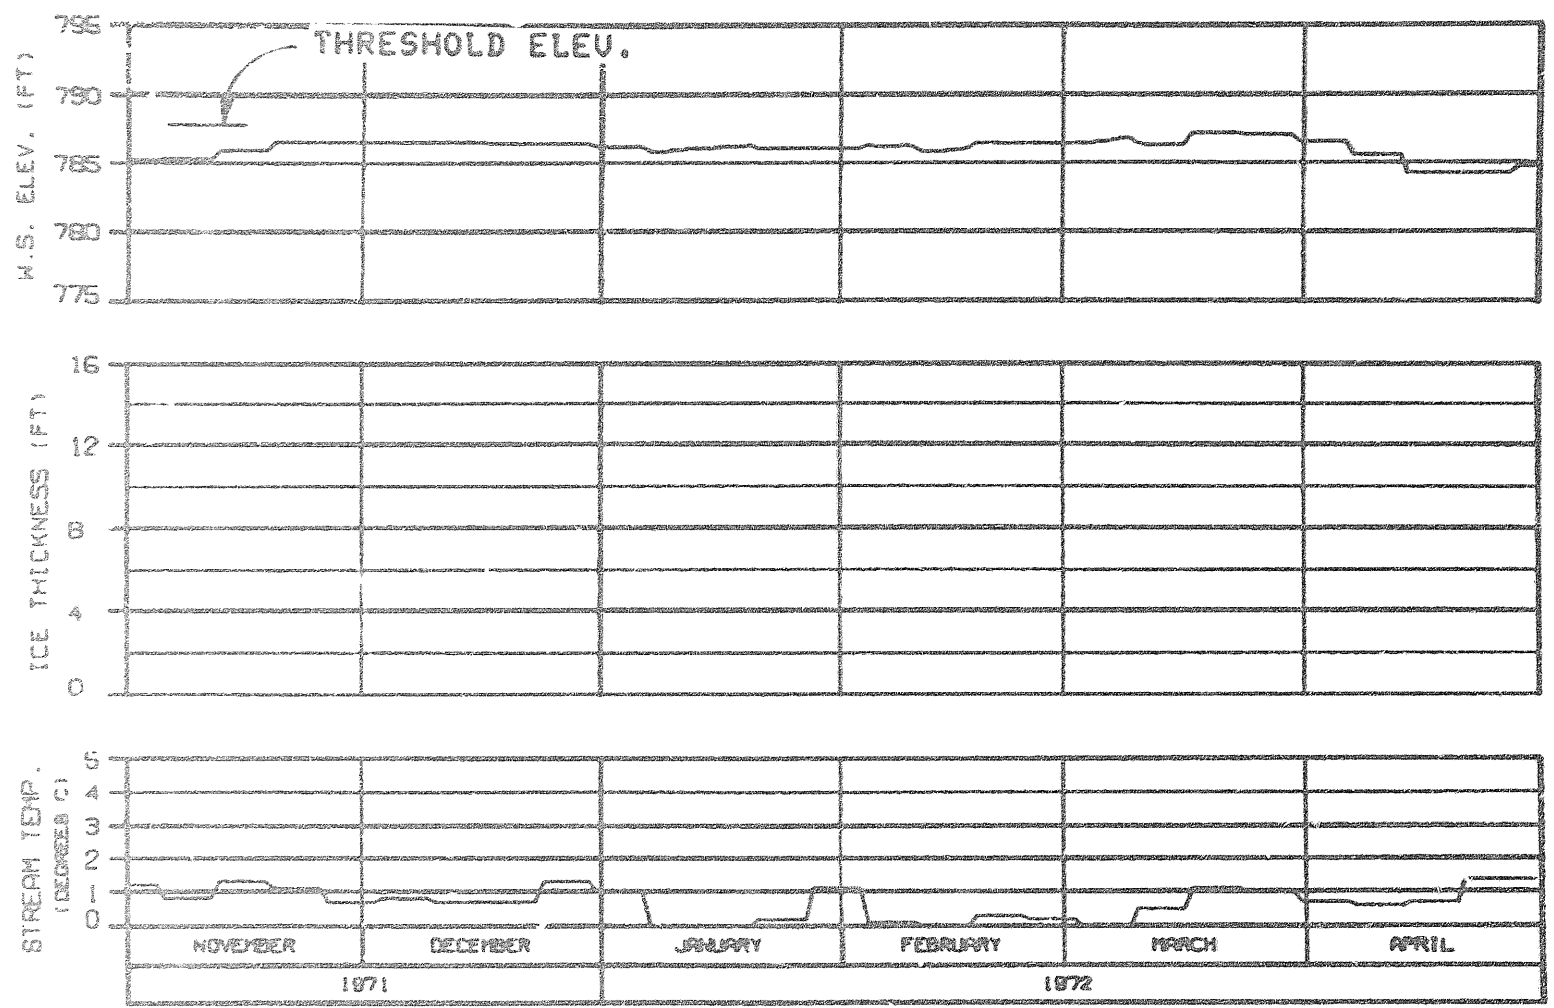 795
THRESHOLD ELEV.
790
785
780
775
W.S. ELEV. (FT)
16
12
8
4
0
ICE THICKNESS (FT)
5
4
3
2
1
0
STREAM TEMP.
(DEGREES C)
NOVEMBER DECEMBER JANUARY FEBRUARY MARCH APRIL
1971 1972